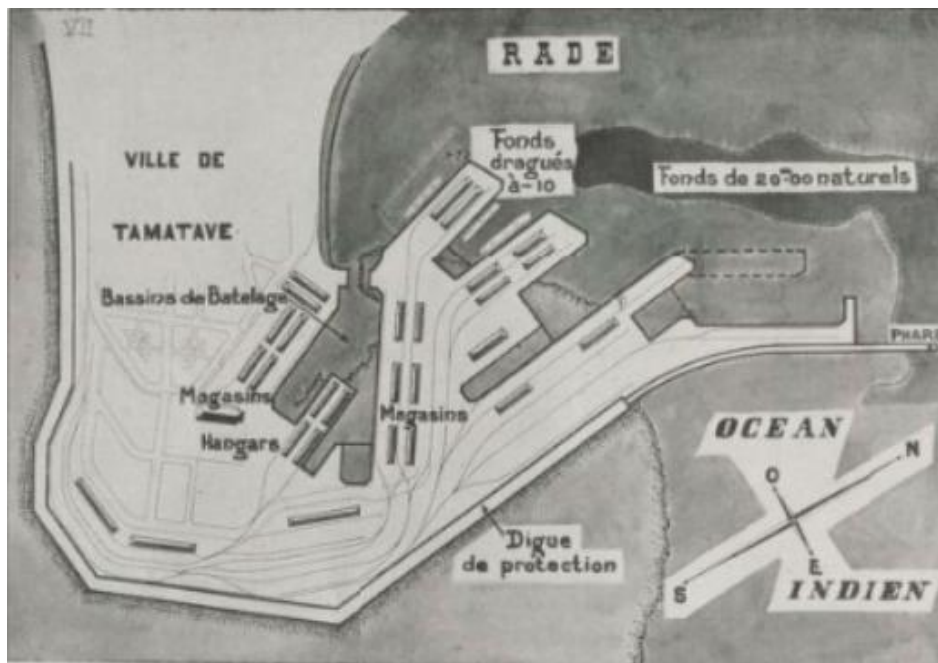 VII
RADE
VILLE DE
TAMATAVE
Fonds
dragués
à -10
Fonds de 20m00 naturels
Bassins de Batelage
Magasins
Hangars
Magasins
PHARE
OCEAN
INDIEN
N
O
E
S
Digue
de protection